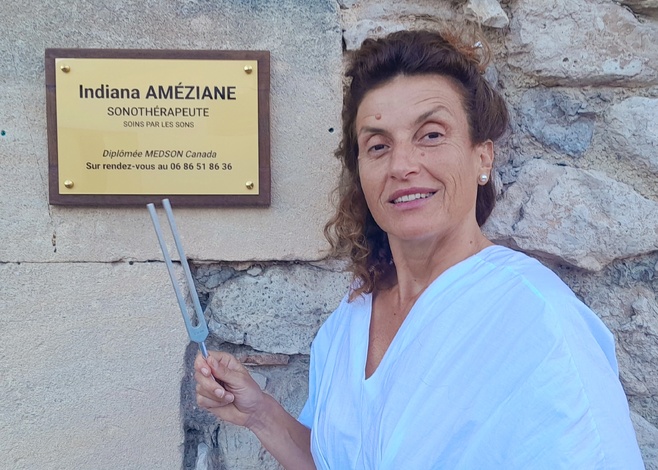 Indiana AMÉZIANE
SONOTHÉRAPEUTE
SOINS PAR LES SONS
Diplômée MEDSON Canada
Sur rendez-vous au 06 86 51 86 36